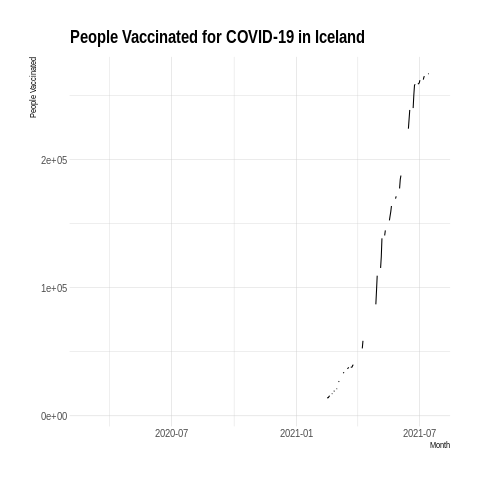 People Vaccinated for COVID-19 in Iceland
People Vaccinated
2e+05
1e+05
0e+00
2020-07 2021-01 2021-07
Month